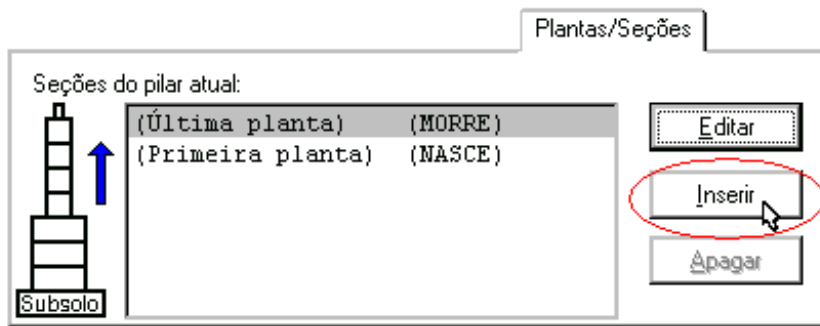 Plantas/Seções
Seções do pilar atual:
(Última planta) (MORRE)
(Primeira planta) (NASCE)
Editar
Inserir
Apagar
Subsolo